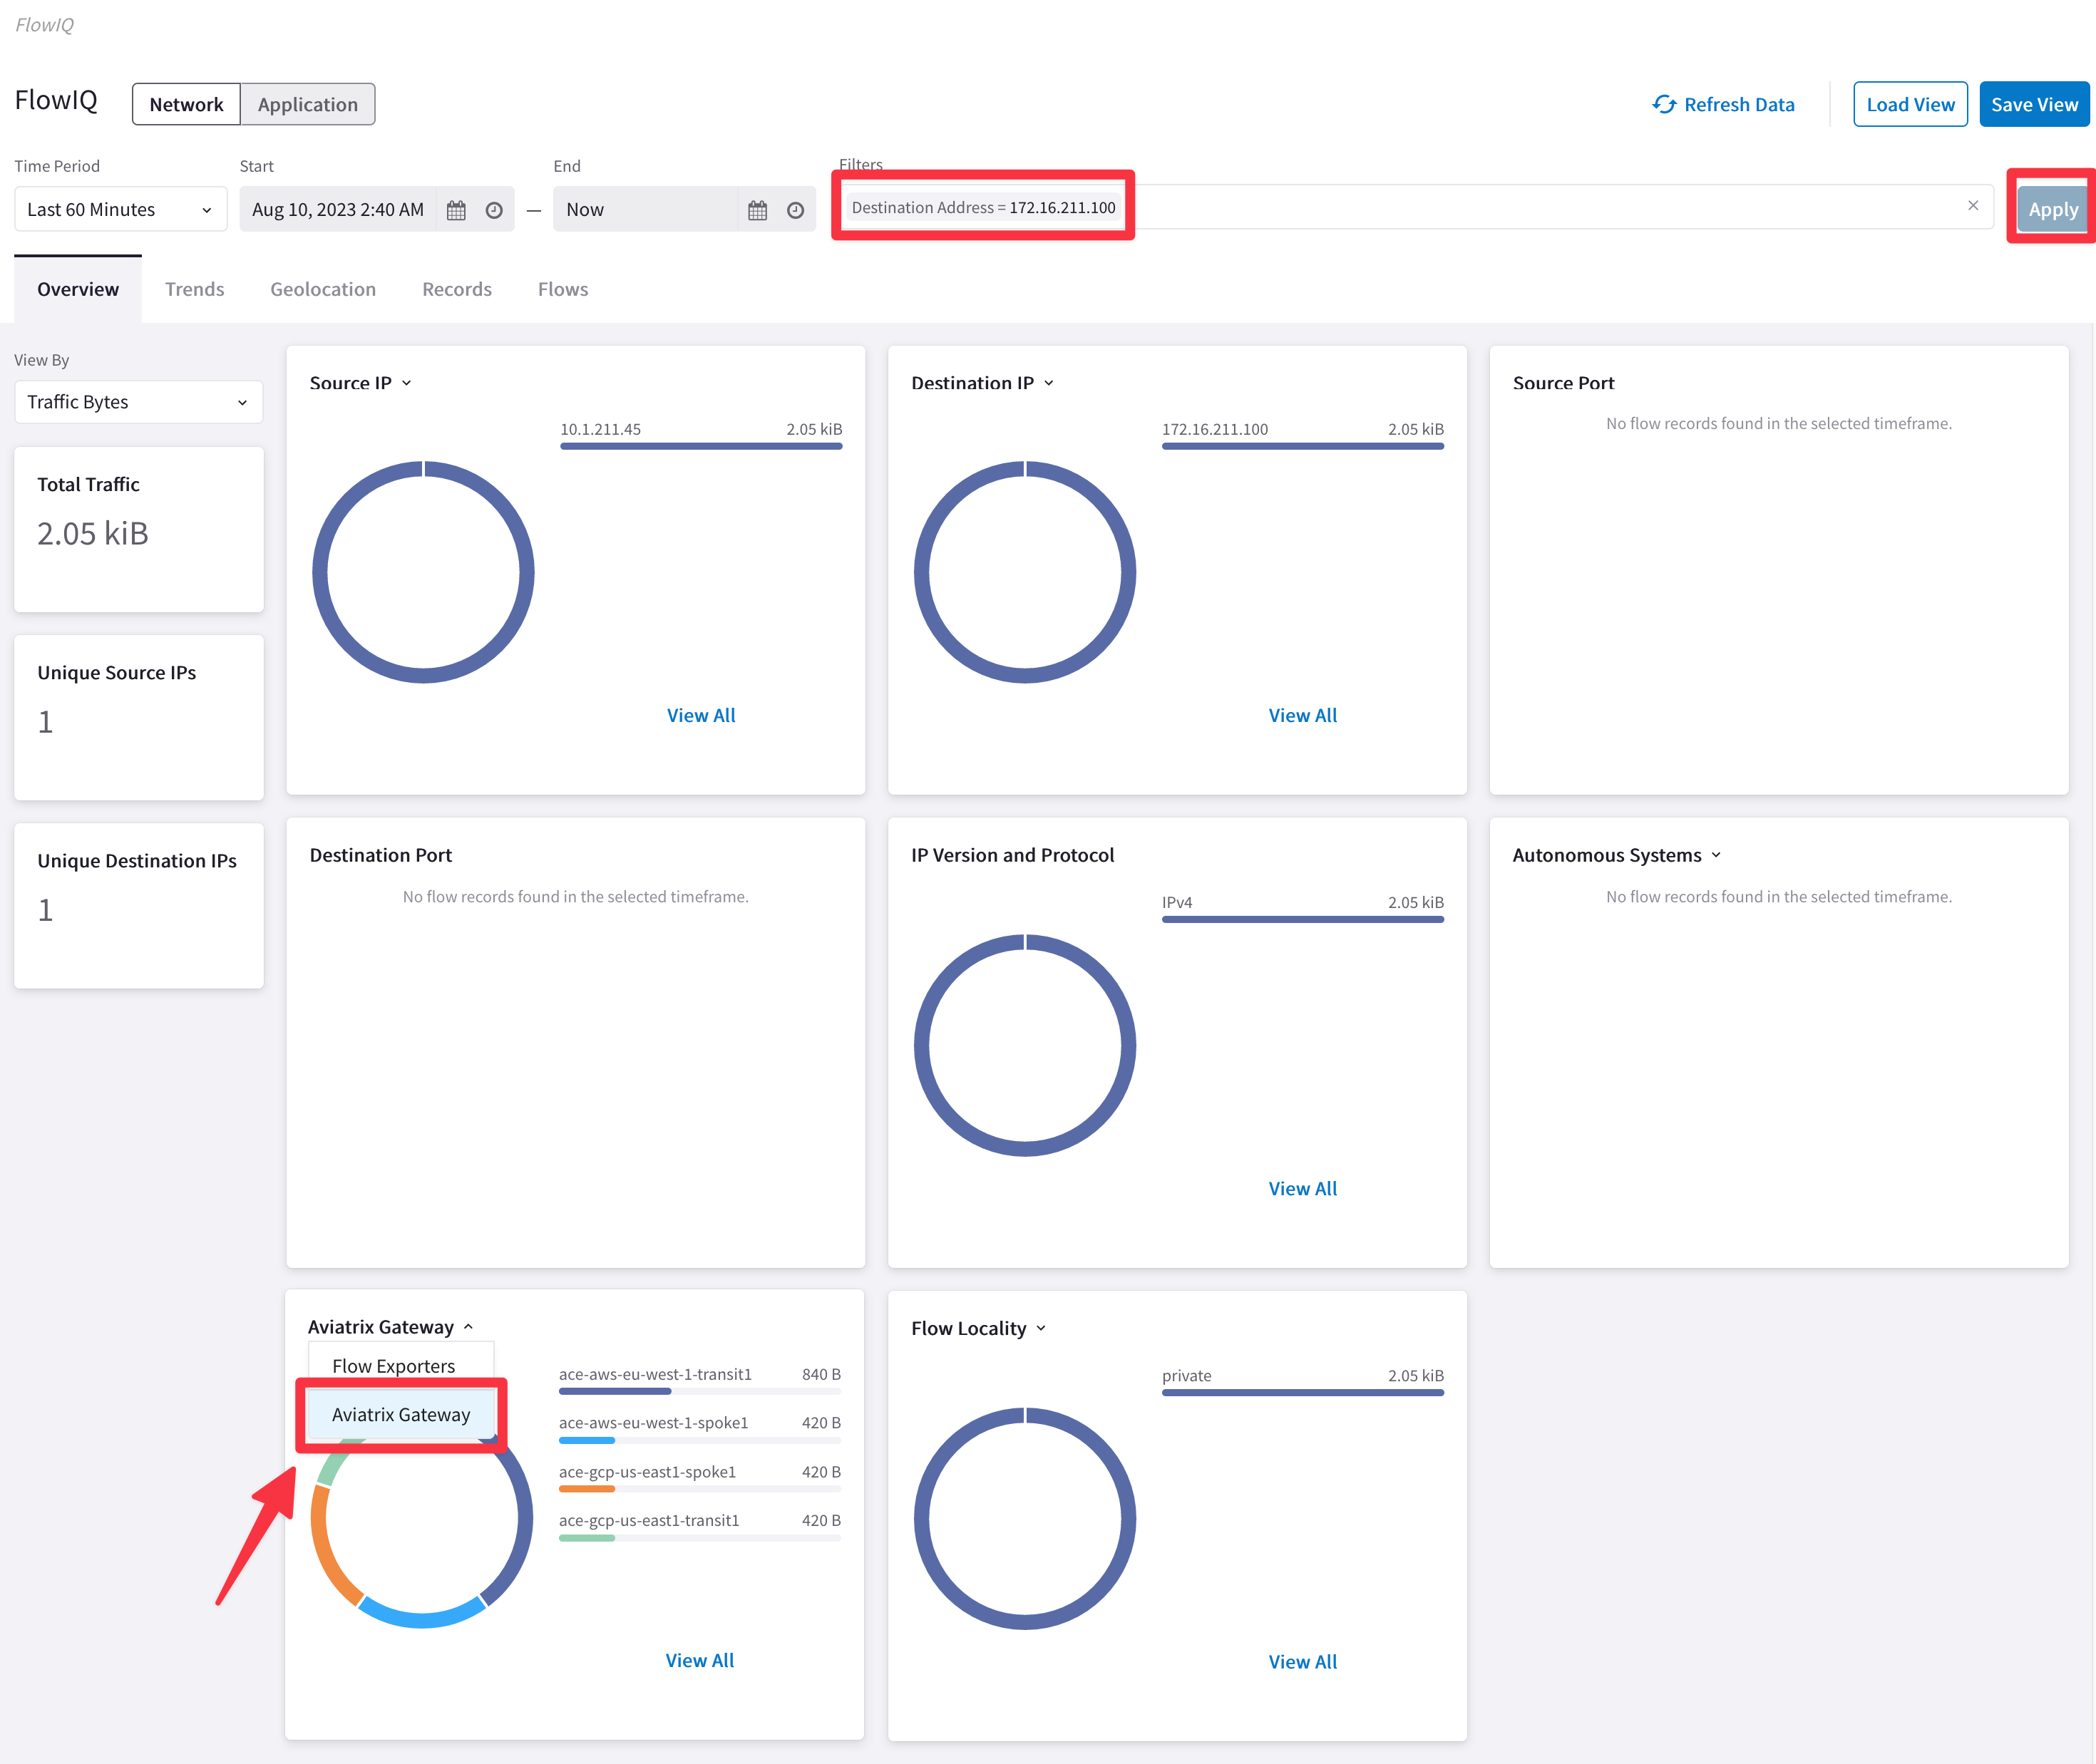 FlowIQ
FlowIQ
Network
Application
Refresh Data
Load View
Save View
Time Period
Start
End
Filters
Last 60 Minutes
Aug 10, 2023 2:40 AM
—
Now
Destination Address = 172.16.211.100
Apply
Overview
Trends
Geolocation
Records
Flows
View By
Traffic Bytes
Total Traffic
2.05 kiB
Unique Source IPs
1
Unique Destination IPs
1
Source IP
10.1.211.45
2.05 kiB
View All
Destination IP
172.16.211.100
2.05 kiB
View All
Source Port
No flow records found in the selected timeframe.
Destination Port
No flow records found in the selected timeframe.
IP Version and Protocol
IPv4
2.05 kiB
View All
Autonomous Systems
No flow records found in the selected timeframe.
Aviatrix Gateway
Flow Exporters
Aviatrix Gateway
ace-aws-eu-west-1-transit1
840 B
ace-aws-eu-west-1-spoke1
420 B
ace-gcp-us-east1-spoke1
420 B
ace-gcp-us-east1-transit1
420 B
View All
Flow Locality
private
2.05 kiB
View All